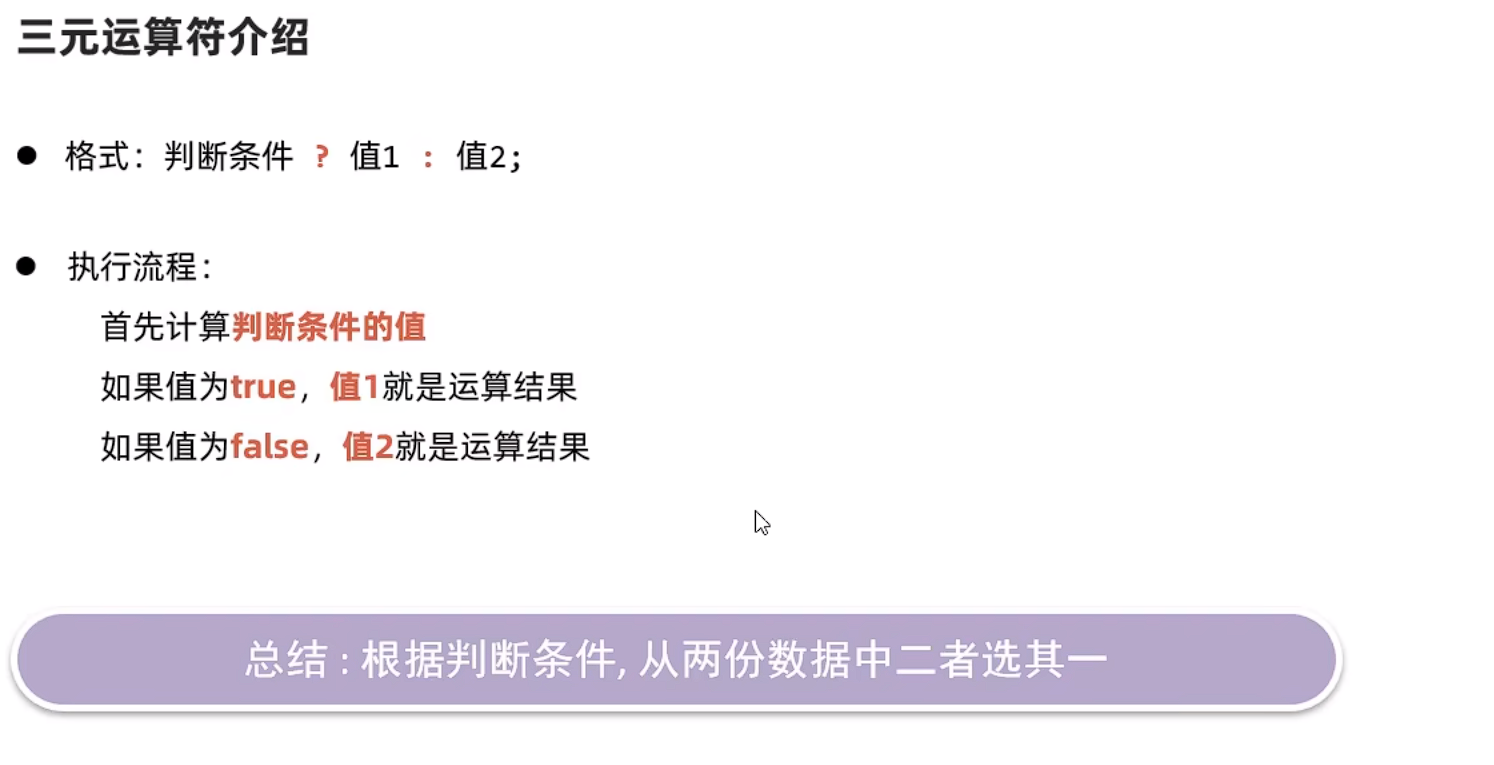 三元运算符介绍
格式：判断条件 ? 值1 : 值2;
执行流程：
首先计算判断条件的值
如果值为true，值1就是运算结果
如果值为false，值2就是运算结果
总结 : 根据判断条件, 从两份数据中二者选其一